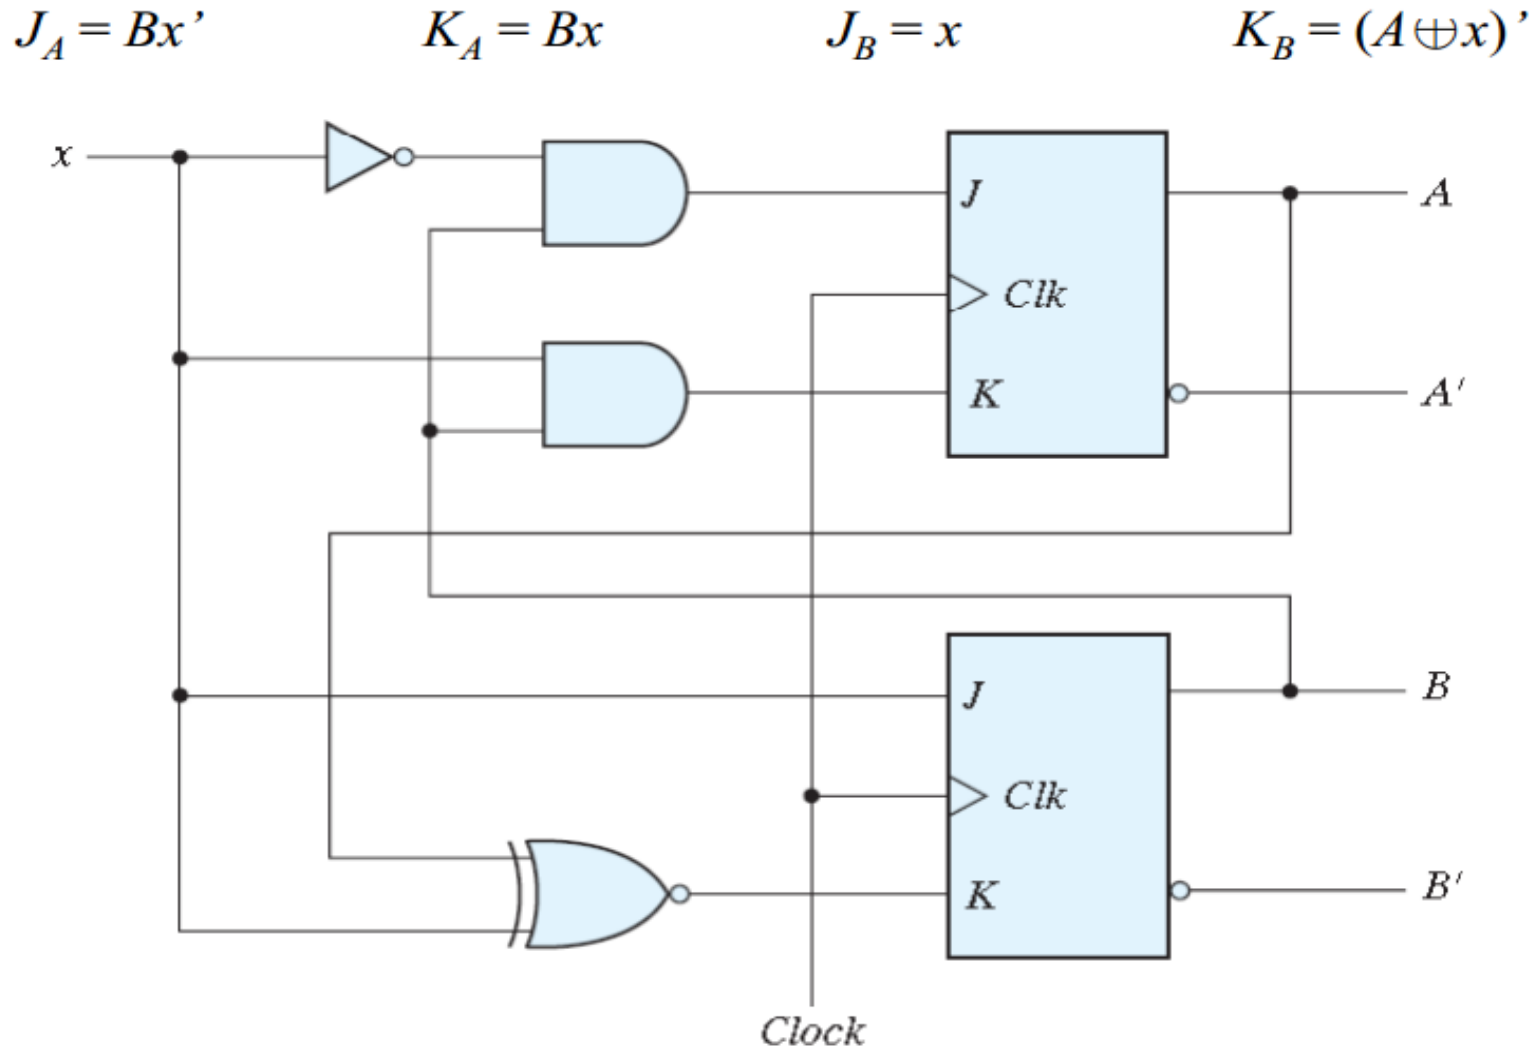 J_A = Bx’ K_A = Bx J_B = x K_B = (A⊕x)’
x
J
A
Clk
K
A′
J
B
Clk
K
B′
Clock